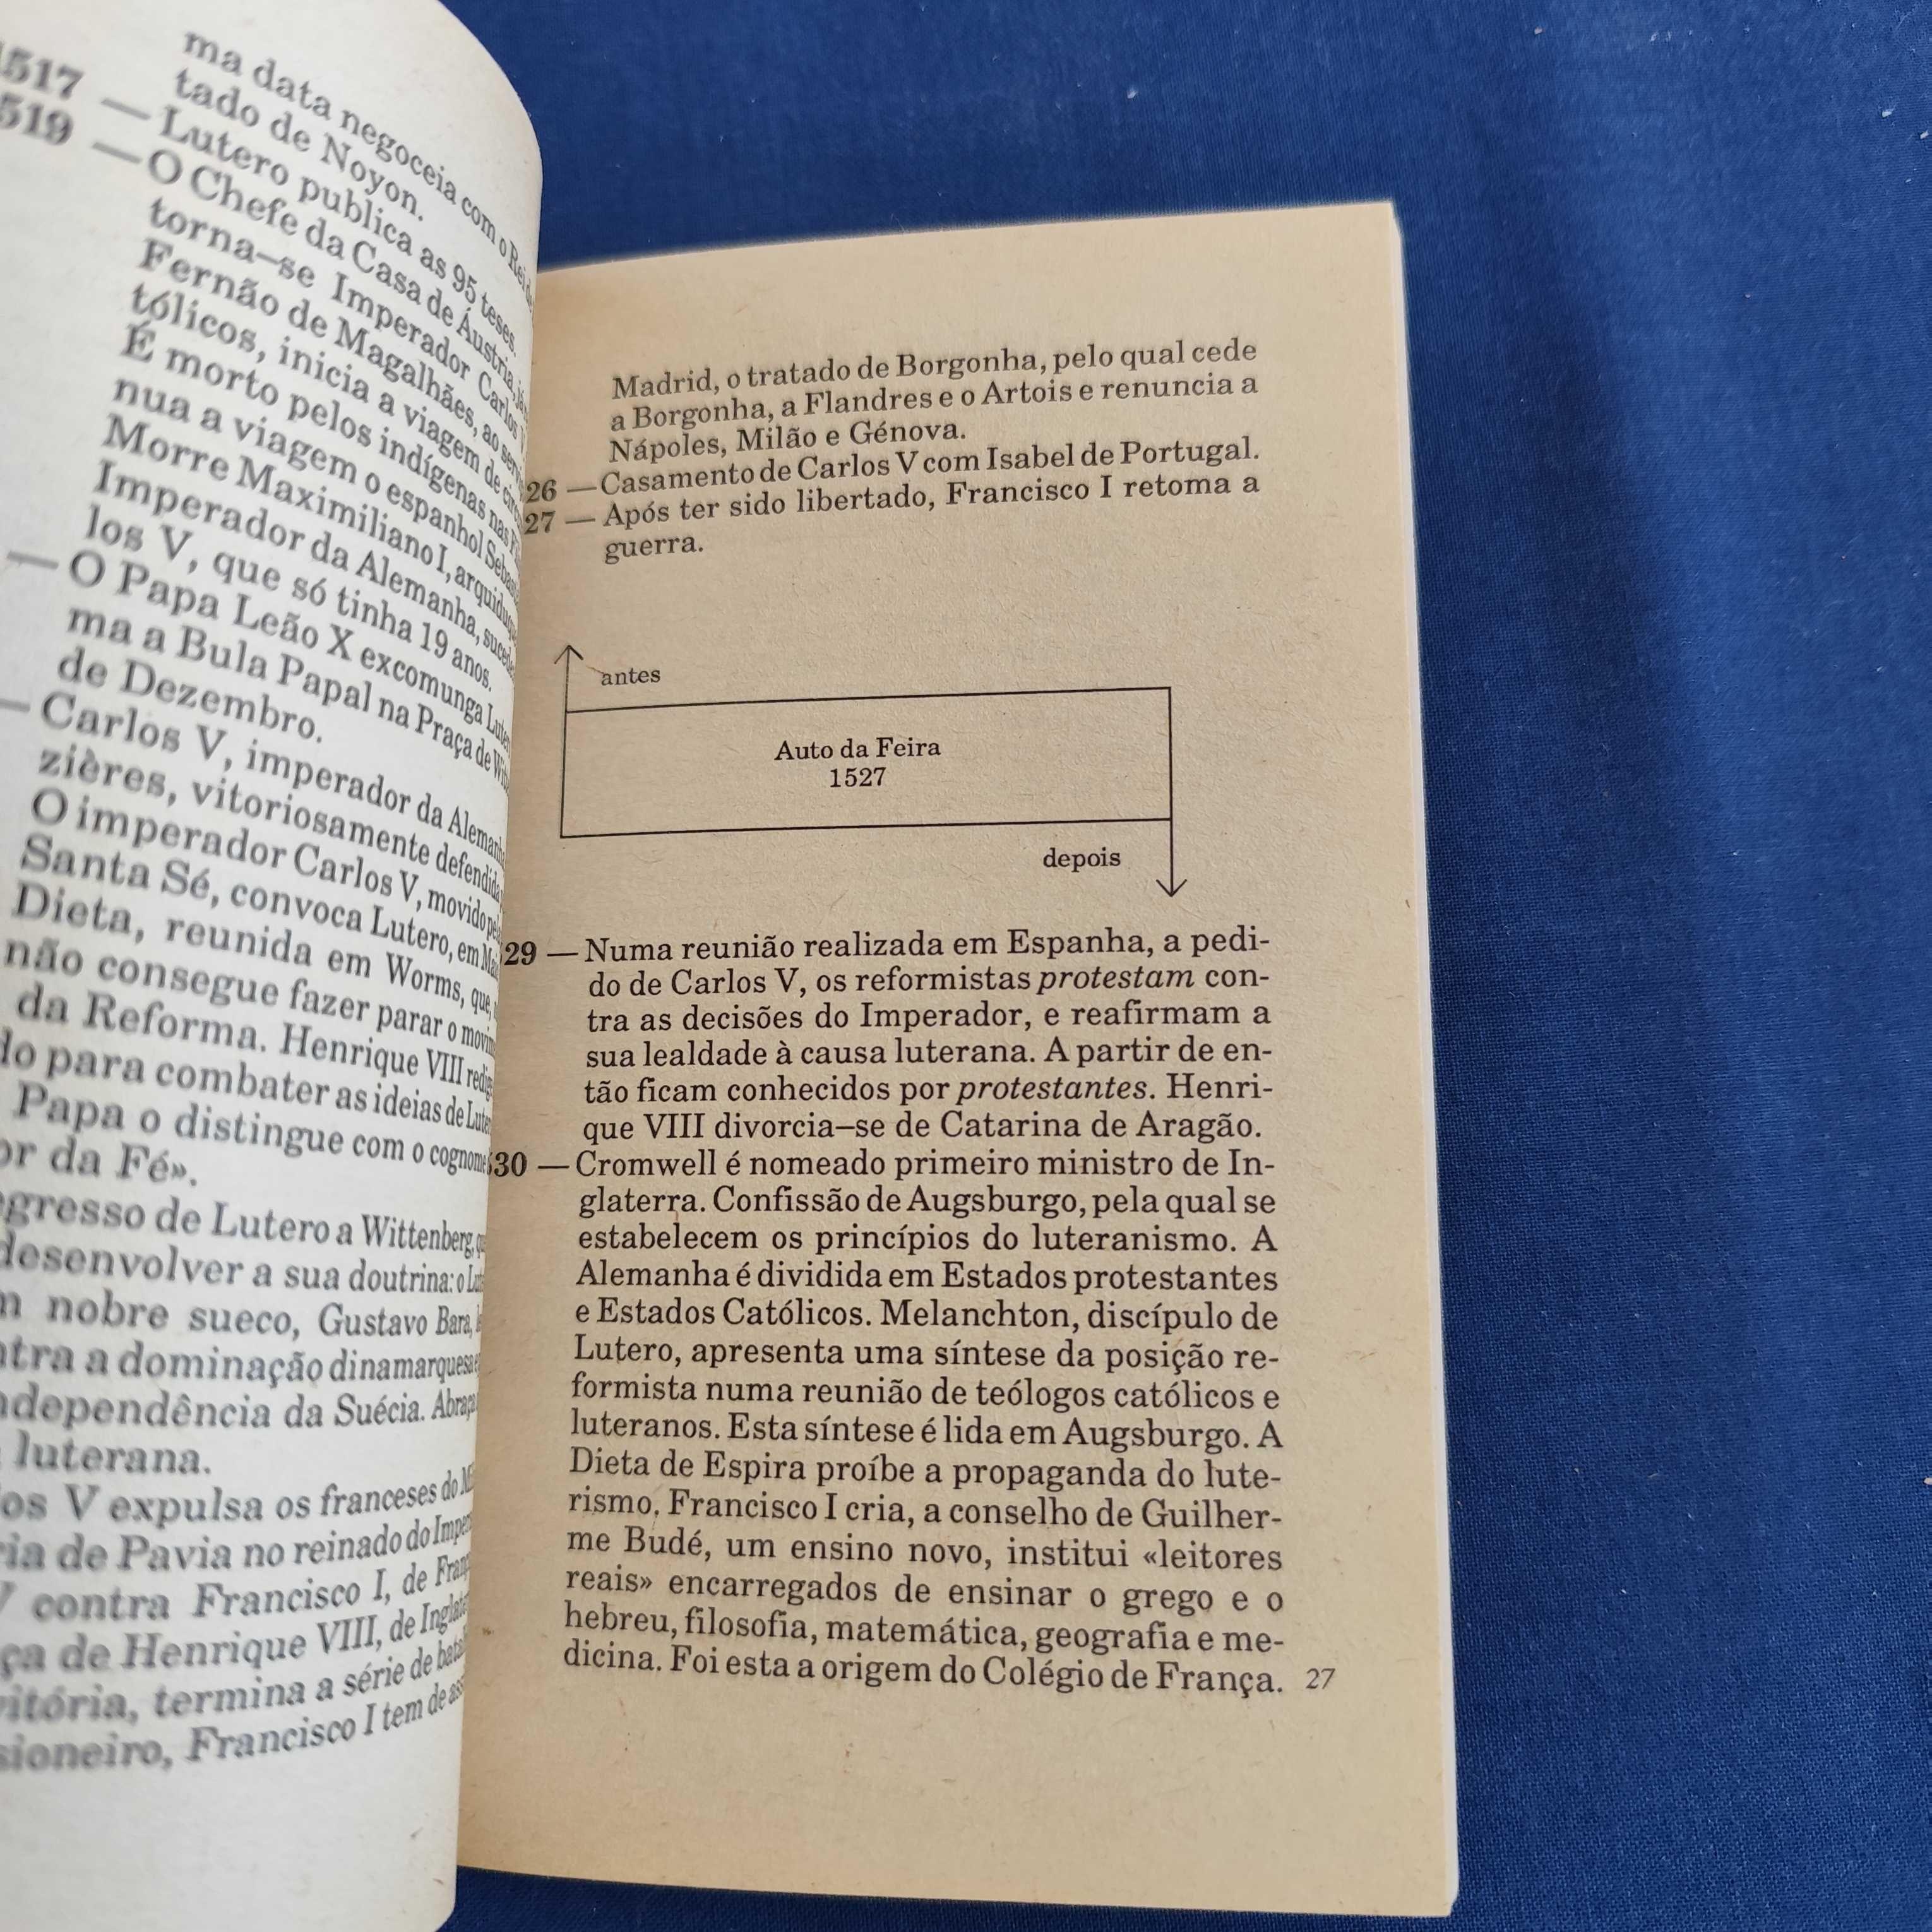 ma data negoceia com o Rei de
tado de Noyon.
1517 — Lutero publica as 95 teses.
519 — O Chefe da Casa de Áustria, já
torna–se Imperador Carlos V
Fernão de Magalhães, ao
tólicos, inicia a viagem de
É morto pelos indígenas nas
nua a viagem o espanhol
Morre Maximiliano I,
Imperador da Alemanha,
los V, que só tinha 19 anos.
— O Papa Leão X excomunga
ma a Bula Papal na Praça de
de Dezembro.
— Carlos V, imperador da
zières, vitoriosamente
O imperador Carlos V, movido
Santa Sé, convoca Lutero, em
Dieta, reunida em Worms, que,
não consegue fazer parar o
da Reforma. Henrique VIII
do para combater as ideias de
Papa o distingue com o cognome
or da Fé».
egresso de Lutero a Wittenberg,
desenvolver a sua doutrina: o
m nobre sueco, Gustavo Bara,
ntra a dominação dinamarquesa
ndependência da Suécia.
luterana.
os V expulsa os franceses do
ria de Pavia no reinado do
V contra Francisco I, de
ça de Henrique VIII, de
vitória, termina a série de
sioneiro, Francisco I tem de
Madrid, o tratado de Borgonha, pelo qual cede
a Borgonha, a Flandres e o Artois e renuncia a
Nápoles, Milão e Génova.
26 — Casamento de Carlos V com Isabel de Portugal.
27 — Após ter sido libertado, Francisco I retoma a
guerra.
antes
Auto da Feira
1527
depois
29 — Numa reunião realizada em Espanha, a pedi-
do de Carlos V, os reformistas protestam con-
tra as decisões do Imperador, e reafirmam a
sua lealdade à causa luterana. A partir de en-
tão ficam conhecidos por protestantes. Henri-
que VIII divorcia–se de Catarina de Aragão.
530 — Cromwell é nomeado primeiro ministro de In-
glaterra. Confissão de Augsburgo, pela qual se
estabelecem os princípios do luteranismo. A
Alemanha é dividida em Estados protestantes
e Estados Católicos. Melanchton, discípulo de
Lutero, apresenta uma síntese da posição re-
formista numa reunião de teólogos católicos e
luteranos. Esta síntese é lida em Augsburgo. A
Dieta de Espira proíbe a propaganda do lute-
rismo. Francisco I cria, a conselho de Guilher-
me Budé, um ensino novo, institui «leitores
reais» encarregados de ensinar o grego e o
hebreu, filosofia, matemática, geografia e me-
dicina. Foi esta a origem do Colégio de França.
27